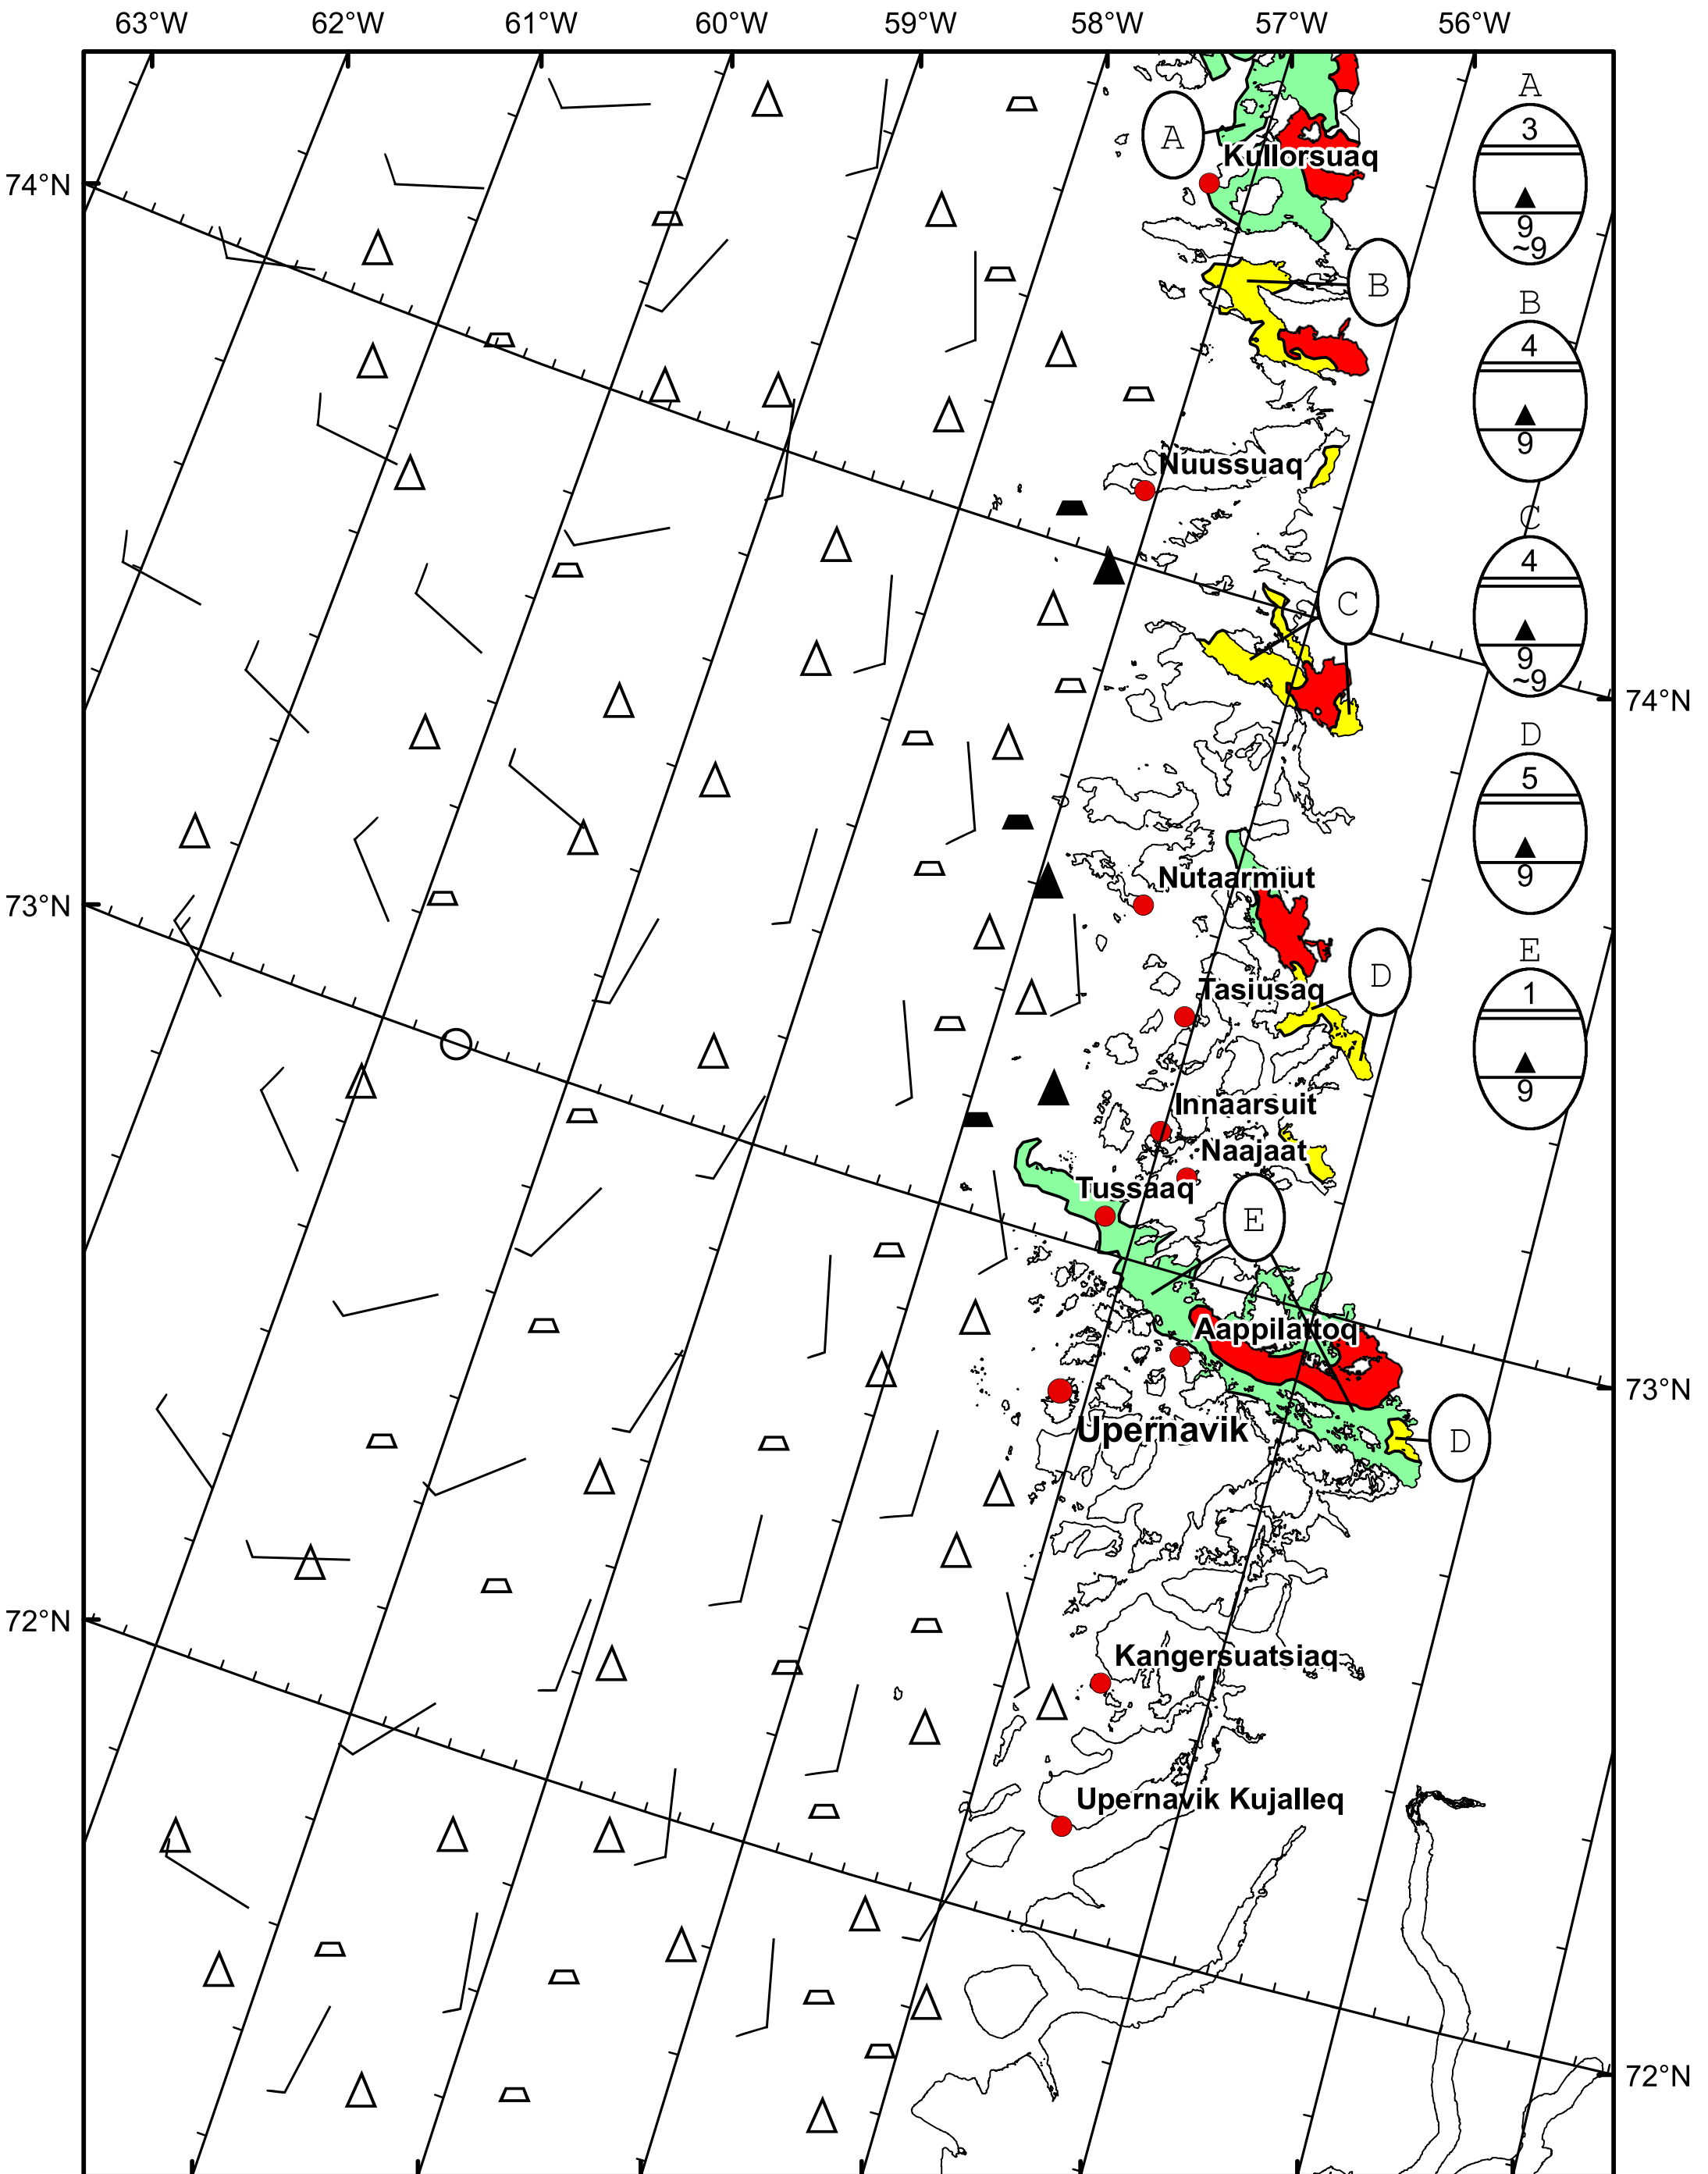 63°W 62°W 61°W 60°W 59°W 58°W 57°W 56°W
A
3
9
~9
A
Kullorsuaq
74°N
B
B
4
9
Nuussuaq
C
4
9
~9
C
74°N
D
5
9
Nutaarmiut
73°N
E
1
9
D
Tasiusaq
Innaarsuit
Naajaat
Tussaaq
E
Aappilattoq
73°N
Upernavik
D
72°N
Kangersuatsiaq
Upernavik Kujalleq
72°N